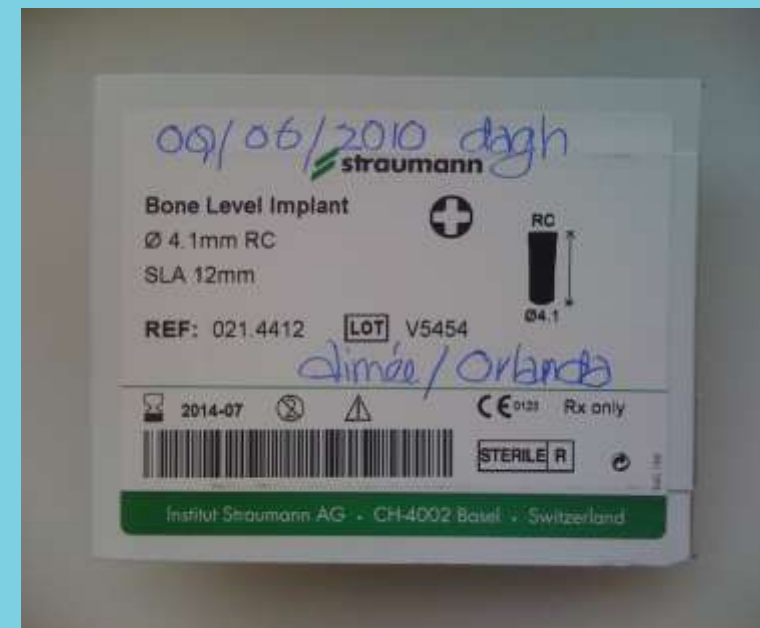 09/06/2010 dagh
straumann
Bone Level Implant
Ø 4.1mm RC
SLA 12mm
RC
Ø4.1
REF: 021.4412 LOT V5454
Aimée/Orlanda
2014-07 2 CE 0123 Rx only
STERILE R
Institut Straumann AG • CH-4002 Basel • Switzerland